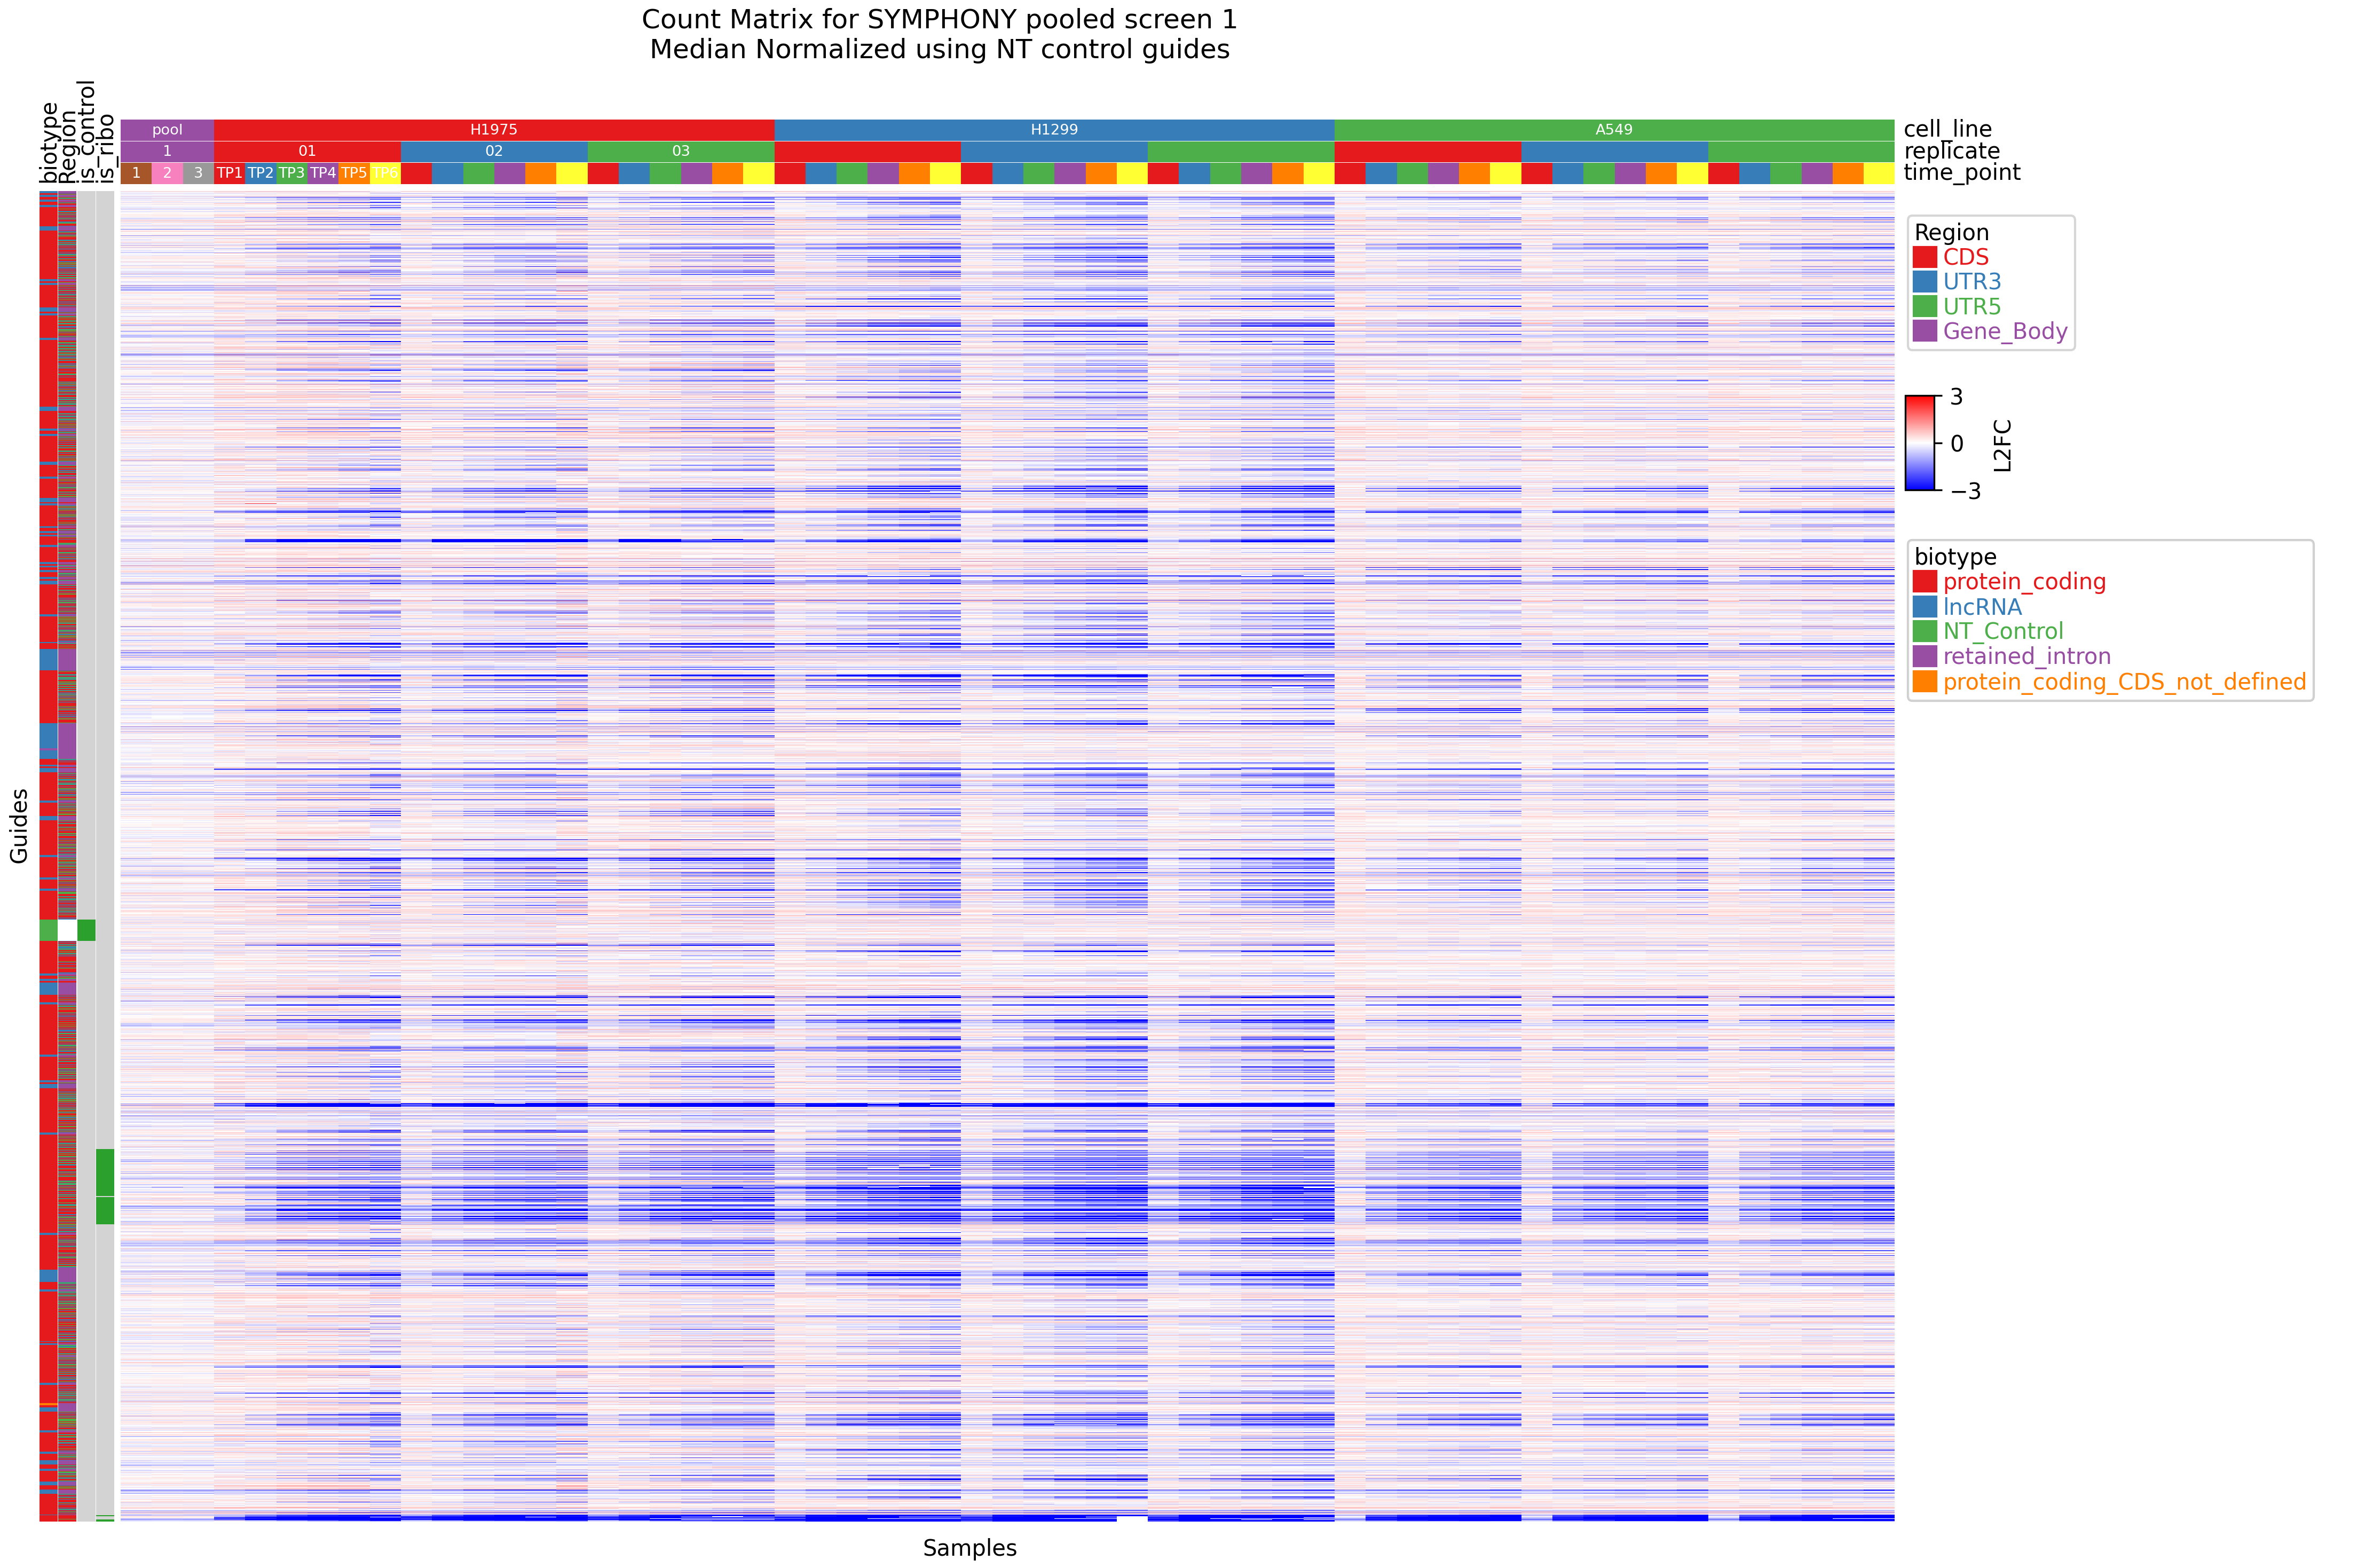 Count Matrix for SYMPHONY pooled screen 1
Median Normalized using NT control guides
biotype
Region
is_control
is_ribo
pool H1975 H1299 A549 cell_line
1 01 02 03 replicate
1 2 3 TP1 TP2 TP3 TP4 TP5 TP6 time_point
Region
CDS
UTR3
UTR5
Gene_Body
3
0
−3
L2FC
biotype
protein_coding
lncRNA
NT_Control
retained_intron
protein_coding_CDS_not_defined
Guides
Samples